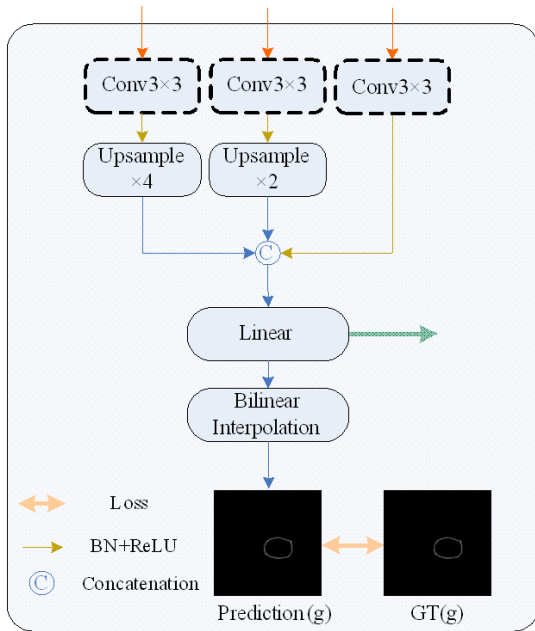 Conv3×3
Conv3×3
Conv3×3
Upsample
×4
Upsample
×2
C
Linear
Bilinear
Interpolation
Loss
BN+ReLU
C
Concatenation
Prediction(g)
GT(g)